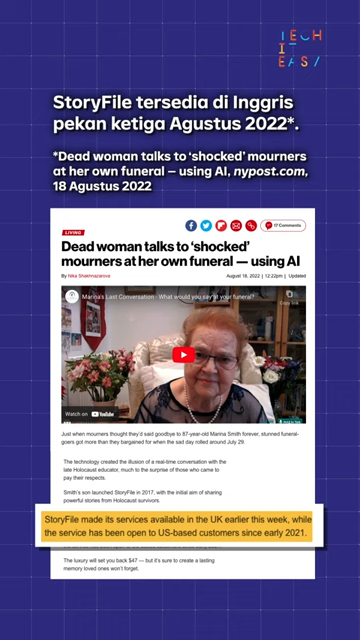 TECH
IT
EASY
StoryFile tersedia di Inggris
pekan ketiga Agustus 2022*.
*Dead woman talks to ‘shocked’ mourners
at her own funeral – using AI, nypost.com,
18 Agustus 2022
17 Comments
LIVING
Dead woman talks to ‘shocked’
mourners at her own funeral — using AI
By Nika Shakhnazarova
August 18, 2022 | 12:22pm | Updated
Marina's Last Conversation - What would you say at your funeral?
Copy link
Watch on YouTube
Just when mourners thought they’d said goodbye to 87-year-old Marina Smith forever, stunned funeral-
goers got more than they bargained for when the sad day rolled around July 29.
The technology created the illusion of a real-time conversation with the
late Holocaust educator, much to the surprise of those who came to
pay their respects.
Smith’s son launched StoryFile in 2017, with the initial aim of sharing
powerful stories from Holocaust survivors.
StoryFile made its services available in the UK earlier this week, while
the service has been open to US-based customers since early 2021.
The luxury will set you back $47 — but it’s sure to create a lasting
memory loved ones won’t forget.